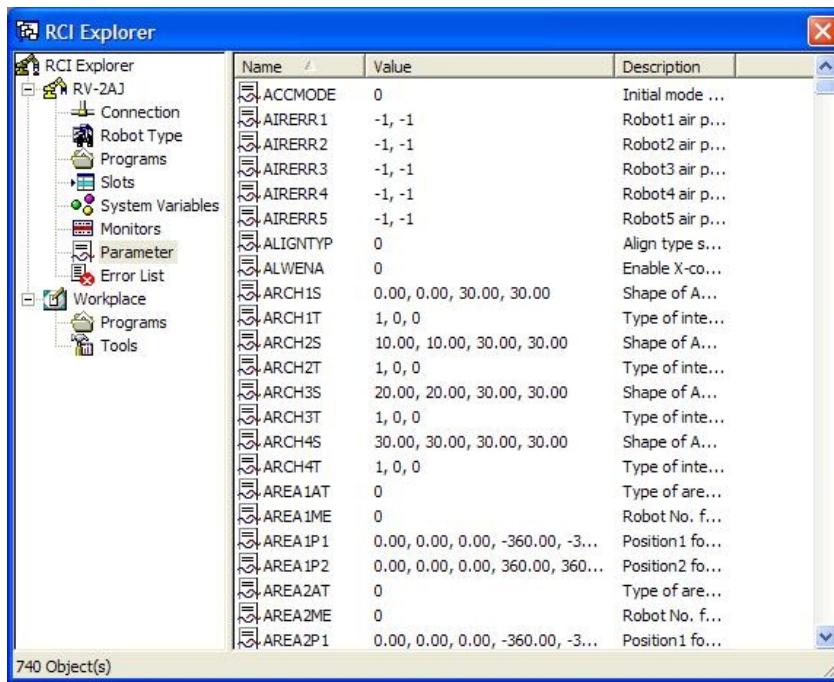 RCI Explorer
RCI Explorer
RV-2AJ
Connection
Robot Type
Programs
Slots
System Variables
Monitors
Parameter
Error List
Workplace
Programs
Tools
Name Value Description
ACCMODE 0 Initial mode ...
AIRERR1 -1, -1 Robot1 air p...
AIRERR2 -1, -1 Robot2 air p...
AIRERR3 -1, -1 Robot3 air p...
AIRERR4 -1, -1 Robot4 air p...
AIRERR5 -1, -1 Robot5 air p...
ALIGNTYP 0 Align type s...
ALWENA 0 Enable X-co...
ARCH1S 0.00, 0.00, 30.00, 30.00 Shape of A...
ARCH1T 1, 0, 0 Type of inte...
ARCH2S 10.00, 10.00, 30.00, 30.00 Shape of A...
ARCH2T 1, 0, 0 Type of inte...
ARCH3S 20.00, 20.00, 30.00, 30.00 Shape of A...
ARCH3T 1, 0, 0 Type of inte...
ARCH4S 30.00, 30.00, 30.00, 30.00 Shape of A...
ARCH4T 1, 0, 0 Type of inte...
AREA1AT 0 Type of are...
AREA1ME 0 Robot No. f...
AREA1P1 0.00, 0.00, 0.00, -360.00, -3... Position1 fo...
AREA1P2 0.00, 0.00, 0.00, 360.00, 360... Position2 fo...
AREA2AT 0 Type of are...
AREA2ME 0 Robot No. f...
AREA2P1 0.00, 0.00, 0.00, -360.00, -3... Position1 fo...
740 Object(s)